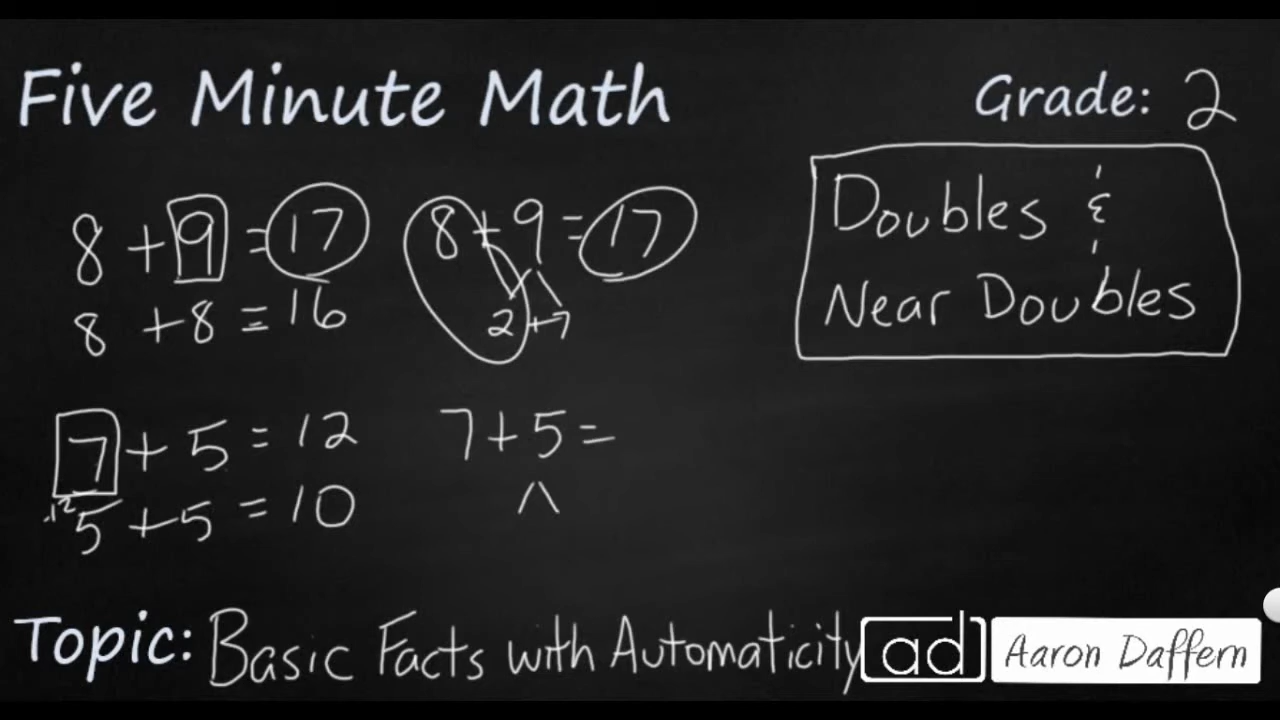 Five Minute Math
Grade: 2
8 + 9 = 17
8 + 8 = 16
8 + 9 = 17
2 + 7
Doubles &
Near Doubles
7 + 5 = 12
+2
5 + 5 = 10
7 + 5 =
Topic: Basic Facts with Automaticity
ad
Aaron Daffern